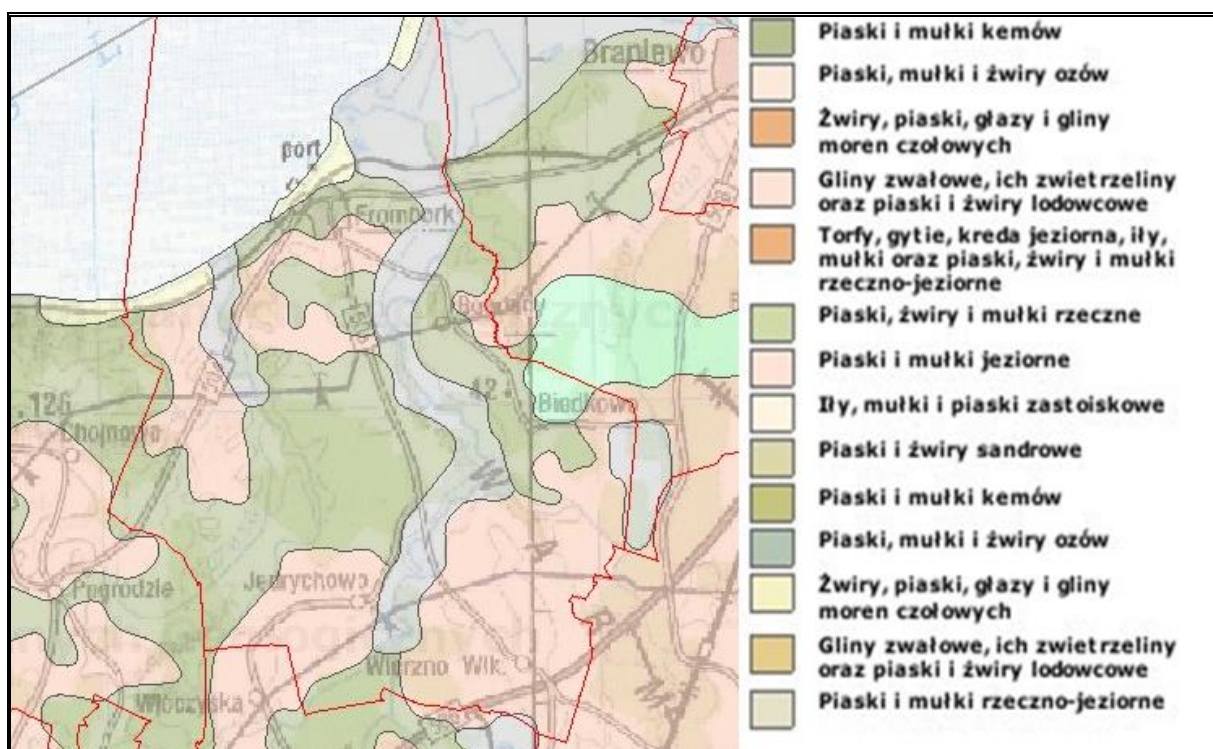 Braniewo
port
Frombork
Biedkowo
42
. 126
Chojnowo
Pogrodzie
Jędrychowo
Wierzno Wlk.
Włóczyska
Piaski i mułki kemów
Piaski, mułki i żwiry ozów
Żwiry, piaski, głazy i gliny
moren czołowych
Gliny zwałowe, ich zwietrzeliny
oraz piaski i żwiry lodowcowe
Torfy, gytie, kreda jeziorna, iły,
mułki oraz piaski, żwiry i mułki
rzeczno-jeziorne
Piaski, żwiry i mułki rzeczne
Piaski i mułki jeziorne
Iły, mułki i piaski zastoiskowe
Piaski i żwiry sandrowe
Piaski i mułki kemów
Piaski, mułki i żwiry ozów
Żwiry, piaski, głazy i gliny
moren czołowych
Gliny zwałowe, ich zwietrzeliny
oraz piaski i żwiry lodowcowe
Piaski i mułki rzeczno-jeziorne